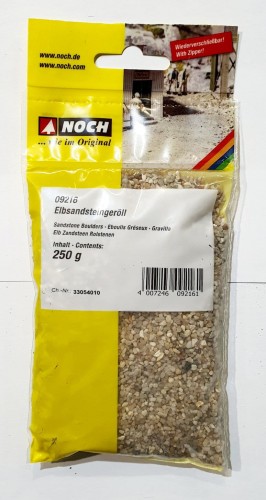 www.noch.de
www.noch.com
Wiederverschließbar!
With Zipper!
NOCH
... wie im Original
09216
Elbsandsteingeröll
Sandstone Boulders · Eboulis Gréseux · Gravilla
Elb Zandsteen Rolstenen
Inhalt · Contents:
250 g
Ch.-Nr. 33054010
4 007246 092161